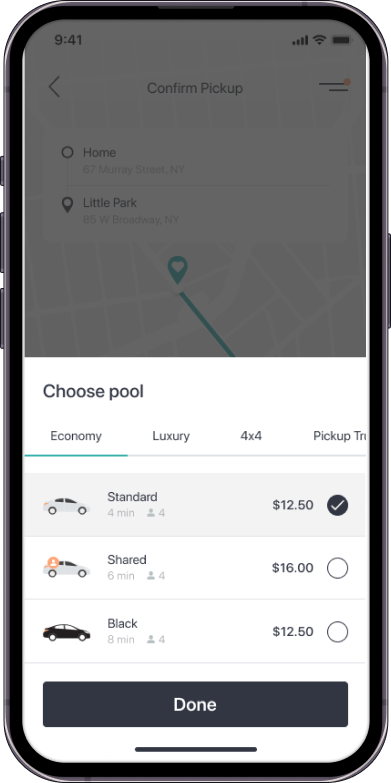 9:41
Confirm Pickup
Home
67 Murray Street, NY
Little Park
85 W Broadway, NY
Choose pool
Economy Luxury 4x4 Pickup Tru
Standard
4 min 4
$12.50
Shared
6 min 4
$16.00
Black
8 min 4
$12.50
Done